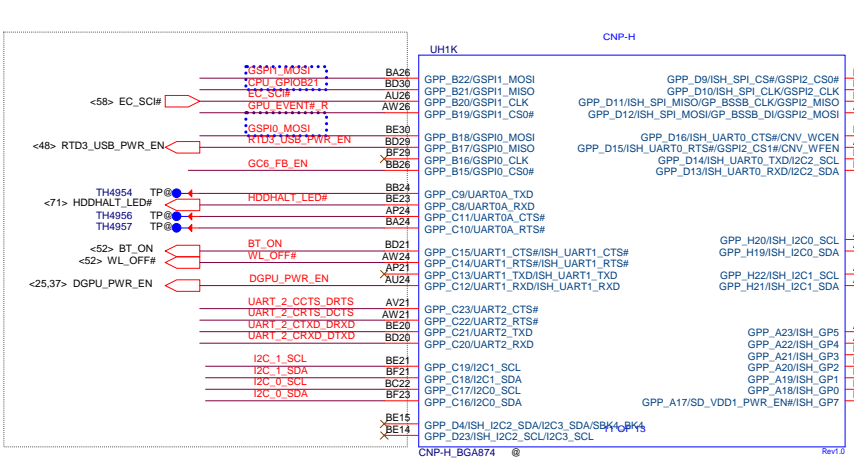 CNP-H
UH1K
GSPI1_MOSI BA26 GPP_B22/GSPI1_MOSI GPP_D9/ISH_SPI_CS#/GSPI2_CS0#
CPU_GPIOB21 BD30 GPP_B21/GSPI1_MISO GPP_D10/ISH_SPI_CLK/GSPI2_CLK
<58> EC_SCI# EC_SCI# AU26 GPP_B20/GSPI1_CLK GPP_D11/ISH_SPI_MISO/GP_BSSB_CLK/GSPI2_MISO
GPU_EVENT#_R AW26 GPP_B19/GSPI1_CS0# GPP_D12/ISH_SPI_MOSI/GP_BSSB_DI/GSPI2_MOSI
GSPI0_MOSI BE30 GPP_B18/GSPI0_MOSI GPP_D16/ISH_UART0_CTS#/CNV_WCEN
<48> RTD3_USB_PWR_EN RTD3_USB_PWR_EN BD29 GPP_B17/GSPI0_MISO GPP_D15/ISH_UART0_RTS#/GSPI2_CS1#/CNV_WFEN
BF29 GPP_B16/GSPI0_CLK GPP_D14/ISH_UART0_TXD/I2C2_SCL
GC6_FB_EN BB26 GPP_B15/GSPI0_CS0# GPP_D13/ISH_UART0_RXD/I2C2_SDA
TH4954 TP@ BB24 GPP_C9/UART0A_TXD
<71> HDDHALT_LED# HDDHALT_LED# BE23 GPP_C8/UART0A_RXD
TH4956 TP@ AP24 GPP_C11/UART0A_CTS#
TH4957 TP@ BA24 GPP_C10/UART0A_RTS#
GPP_H20/ISH_I2C0_SCL
<52> BT_ON BT_ON BD21 GPP_C15/UART1_CTS#/ISH_UART1_CTS# GPP_H19/ISH_I2C0_SDA
<52> WL_OFF# WL_OFF# AW24 GPP_C14/UART1_RTS#/ISH_UART1_RTS#
AP21 GPP_C13/UART1_TXD/ISH_UART1_TXD GPP_H22/ISH_I2C1_SCL
<25,37> DGPU_PWR_EN DGPU_PWR_EN AU24 GPP_C12/UART1_RXD/ISH_UART1_RXD GPP_H21/ISH_I2C1_SDA
UART_2_CCTS_DRTS AV21 GPP_C23/UART2_CTS#
UART_2_CRTS_DCTS AW21 GPP_C22/UART2_RTS#
UART_2_CTXD_DRXD BE20 GPP_C21/UART2_TXD GPP_A23/ISH_GP5
UART_2_CRXD_DTXD BD20 GPP_C20/UART2_RXD GPP_A22/ISH_GP4
GPP_A21/ISH_GP3
I2C_1_SCL BE21 GPP_C19/I2C1_SCL GPP_A20/ISH_GP2
I2C_1_SDA BF21 GPP_C18/I2C1_SDA GPP_A19/ISH_GP1
I2C_0_SCL BC22 GPP_C17/I2C0_SCL GPP_A18/ISH_GP0
I2C_0_SDA BF23 GPP_C16/I2C0_SDA GPP_A17/SD_VDD1_PWR_EN#/ISH_GP7
BE15 GPP_D4/ISH_I2C2_SDA/I2C3_SDA/SBK4_BK4
11 OF 13
BE14 GPP_D23/ISH_I2C2_SCL/I2C3_SCL
CNP-H_BGA874 @ Rev1.0